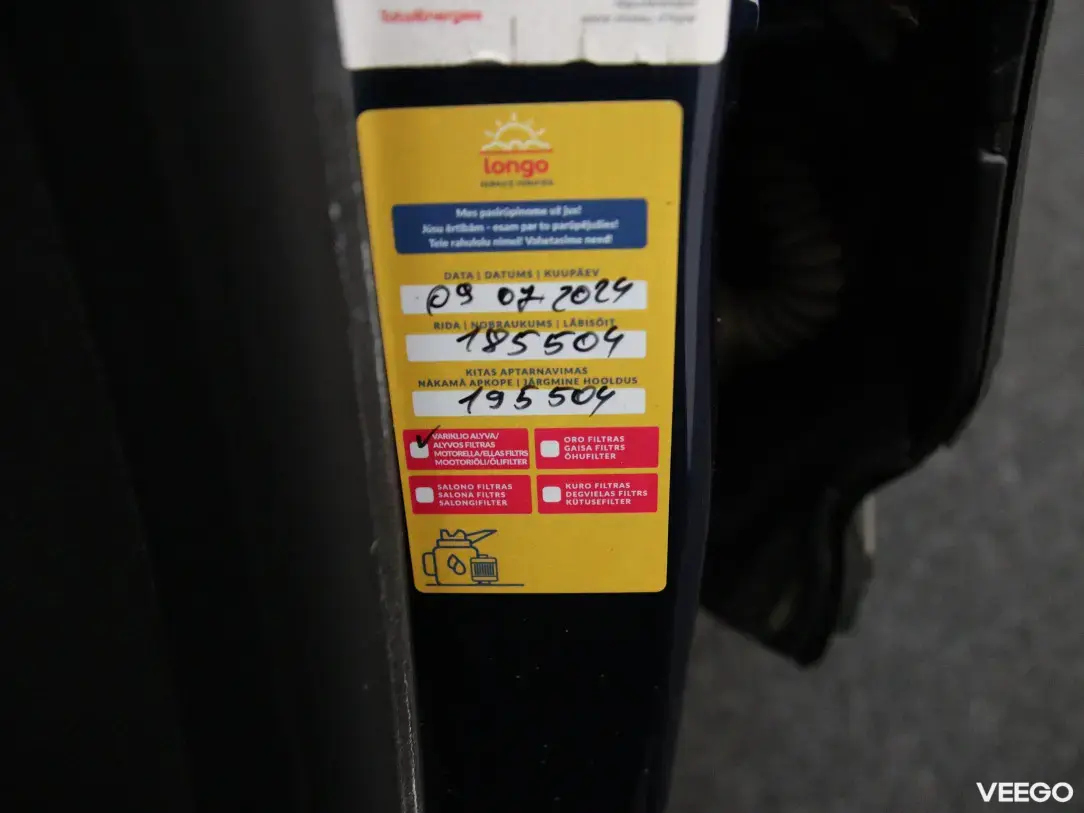 TotalEnergies
longo
Mes pasirūpinome už jus!
Jūsu ērtībām - esam par to parūpējušies!
Teie rahulolu nimel! Vahetasime need!
DATA | DATUMS | KUUPÄEV
09 07 2024
RIDA | NOBRAUKUMS | LÄBISÕIT
185504
KITAS APTARNAVIMAS
NĀKAMĀ APKOPE | JÄRGMINE HOOLDUS
195504
VARIKLIO ALYVA/
ALYVOS FILTRAS
MOTOREĻĻA/EĻĻAS FILTRS
MOOTORIÕLI/ÕLIFILTER
ORO FILTRAS
GAISA FILTRS
ÕHUFILTER
SALONO FILTRAS
SALONA FILTRS
SALONGIFILTER
KURO FILTRAS
DEGVIELAS FILTRS
KÜTUSEFILTER
VEEGO